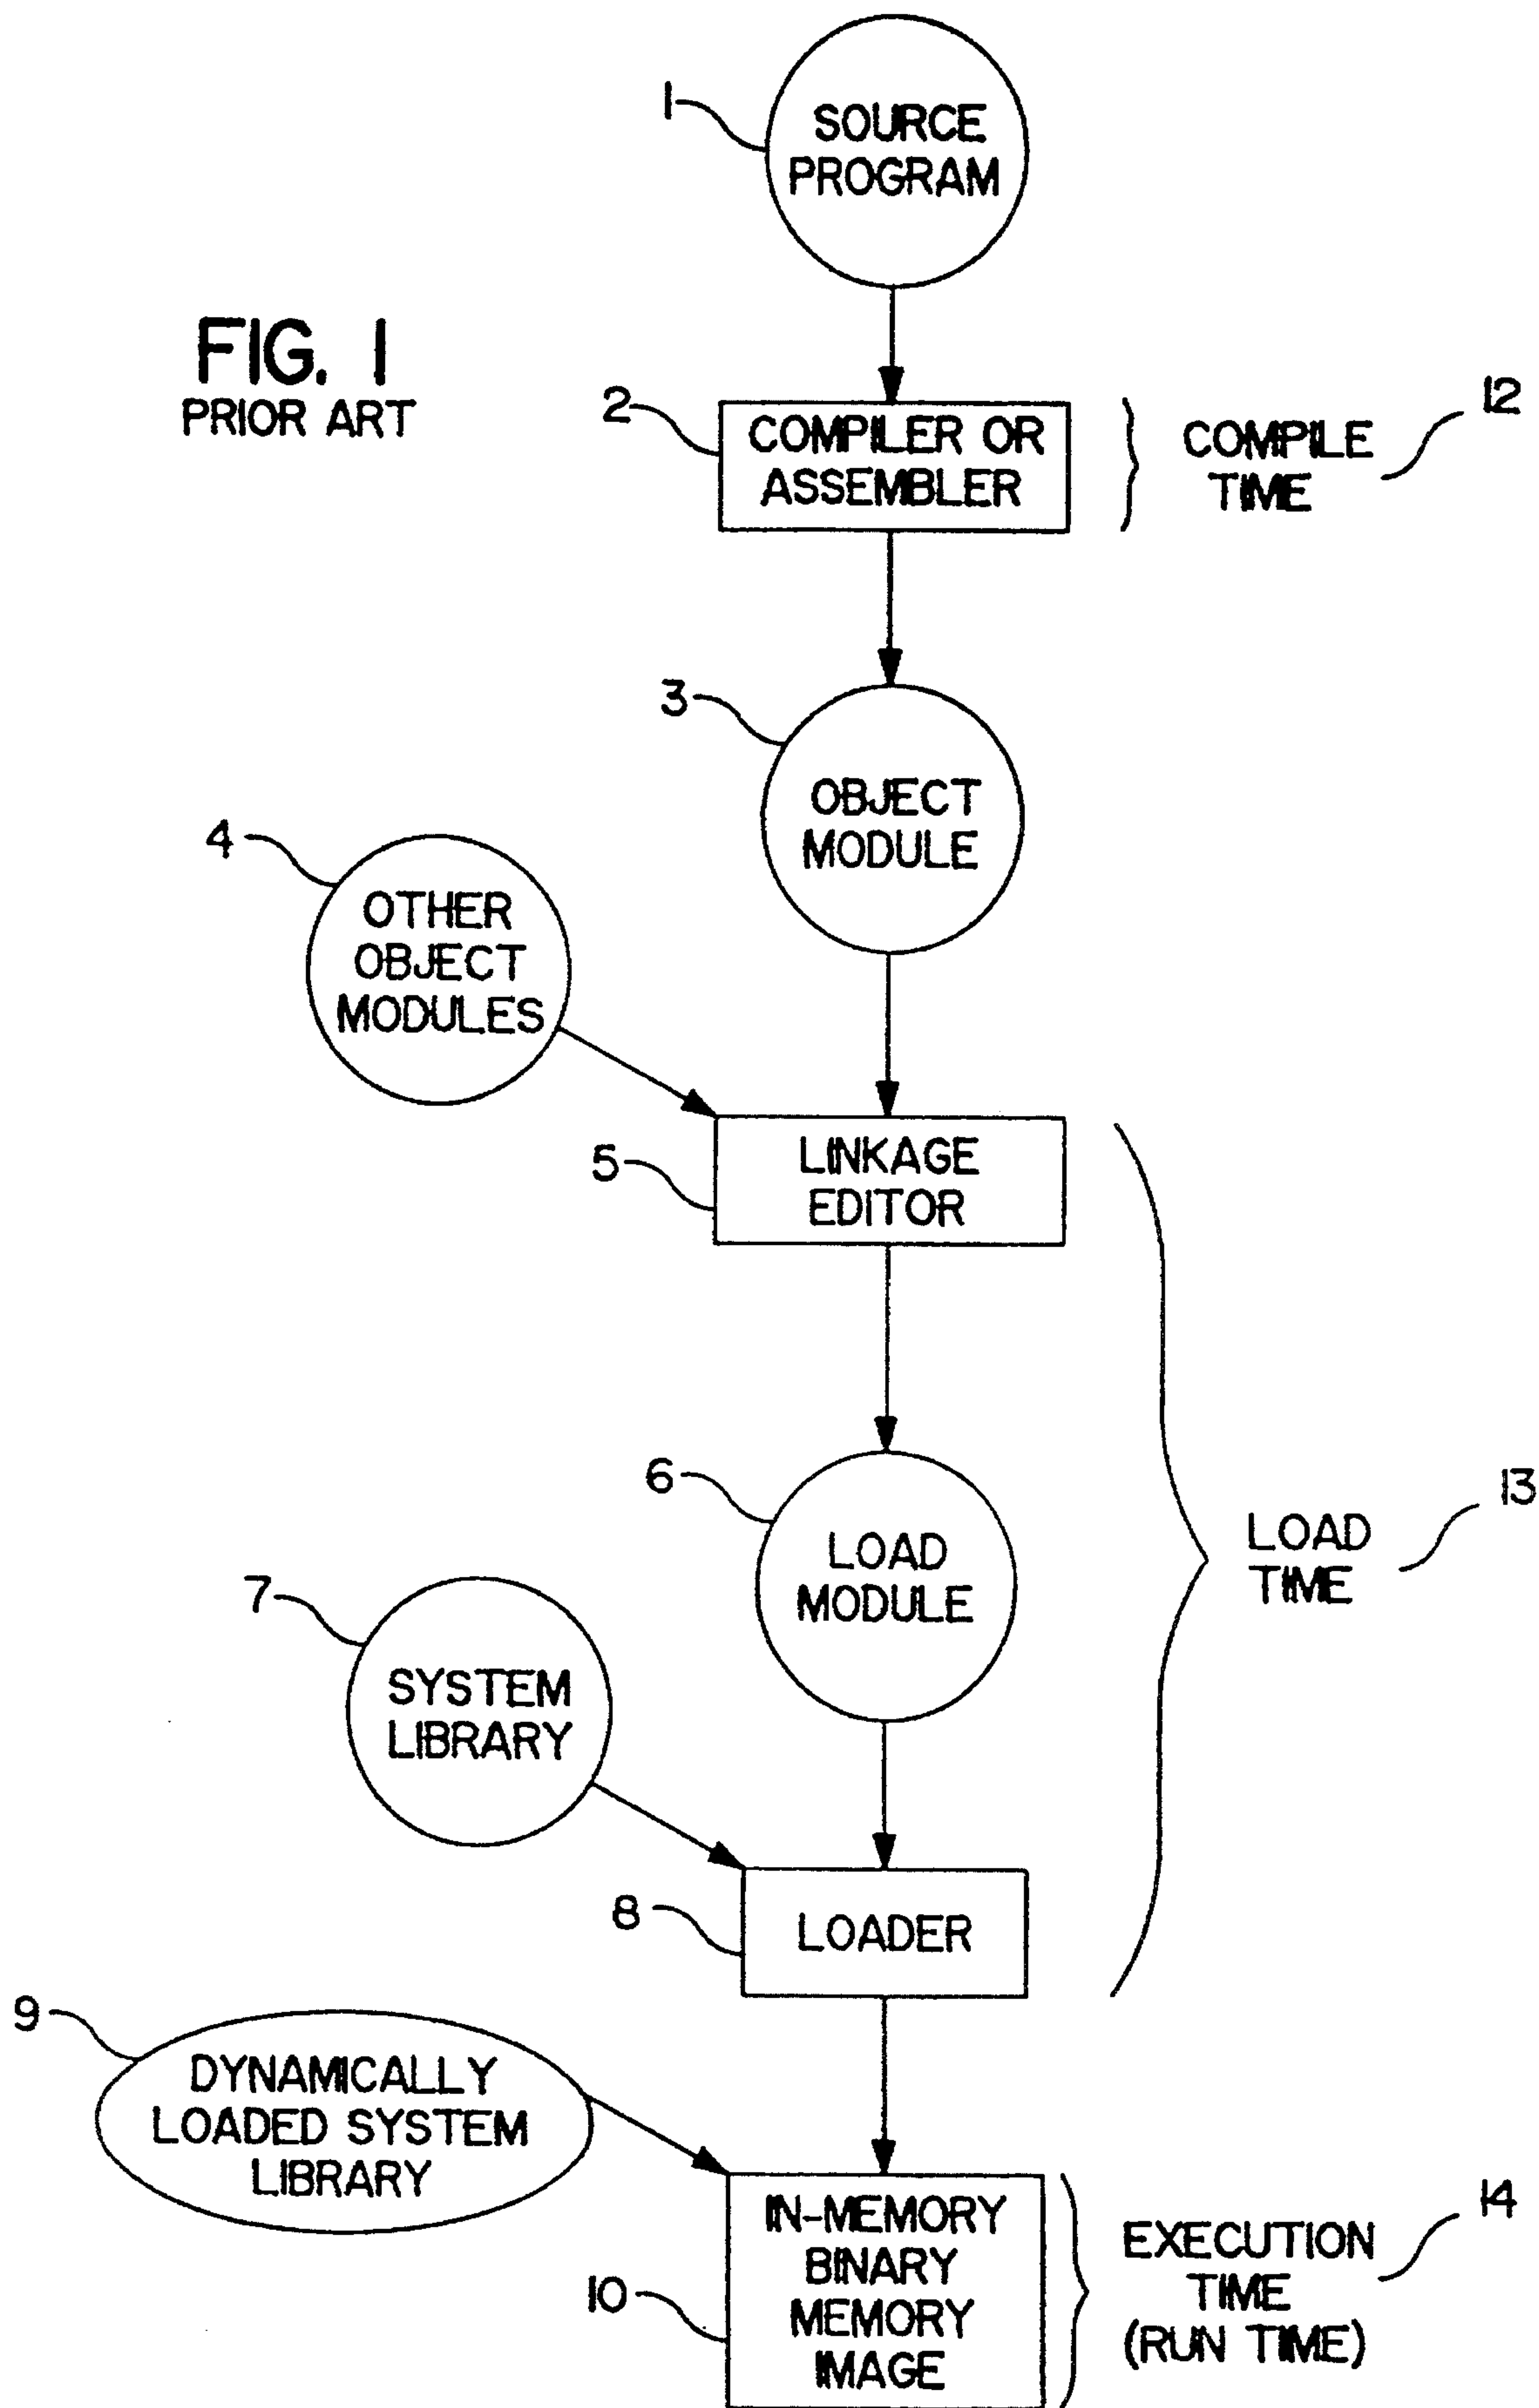 1
SOURCE
PROGRAM
FIG. 1
PRIOR ART
2
COMPILER OR
ASSEMBLER
COMPILE
TIME
12
3
OBJECT
MODULE
4
OTHER
OBJECT
MODULES
5
LINKAGE
EDITOR
6
LOAD
MODULE
LOAD
TIME
13
7
SYSTEM
LIBRARY
8
LOADER
9
DYNAMICALLY
LOADED SYSTEM
LIBRARY
10
IN-MEMORY
BINARY
MEMORY
IMAGE
EXECUTION
TIME
(RUN TIME)
14